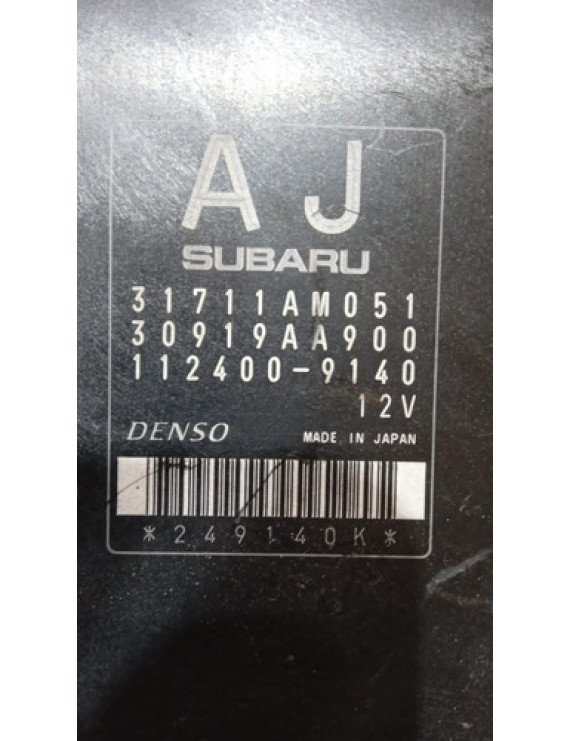 A J
SUBARU
31711AM051
30919AA900
112400-9140
12V
DENSO MADE IN JAPAN
*249140K*